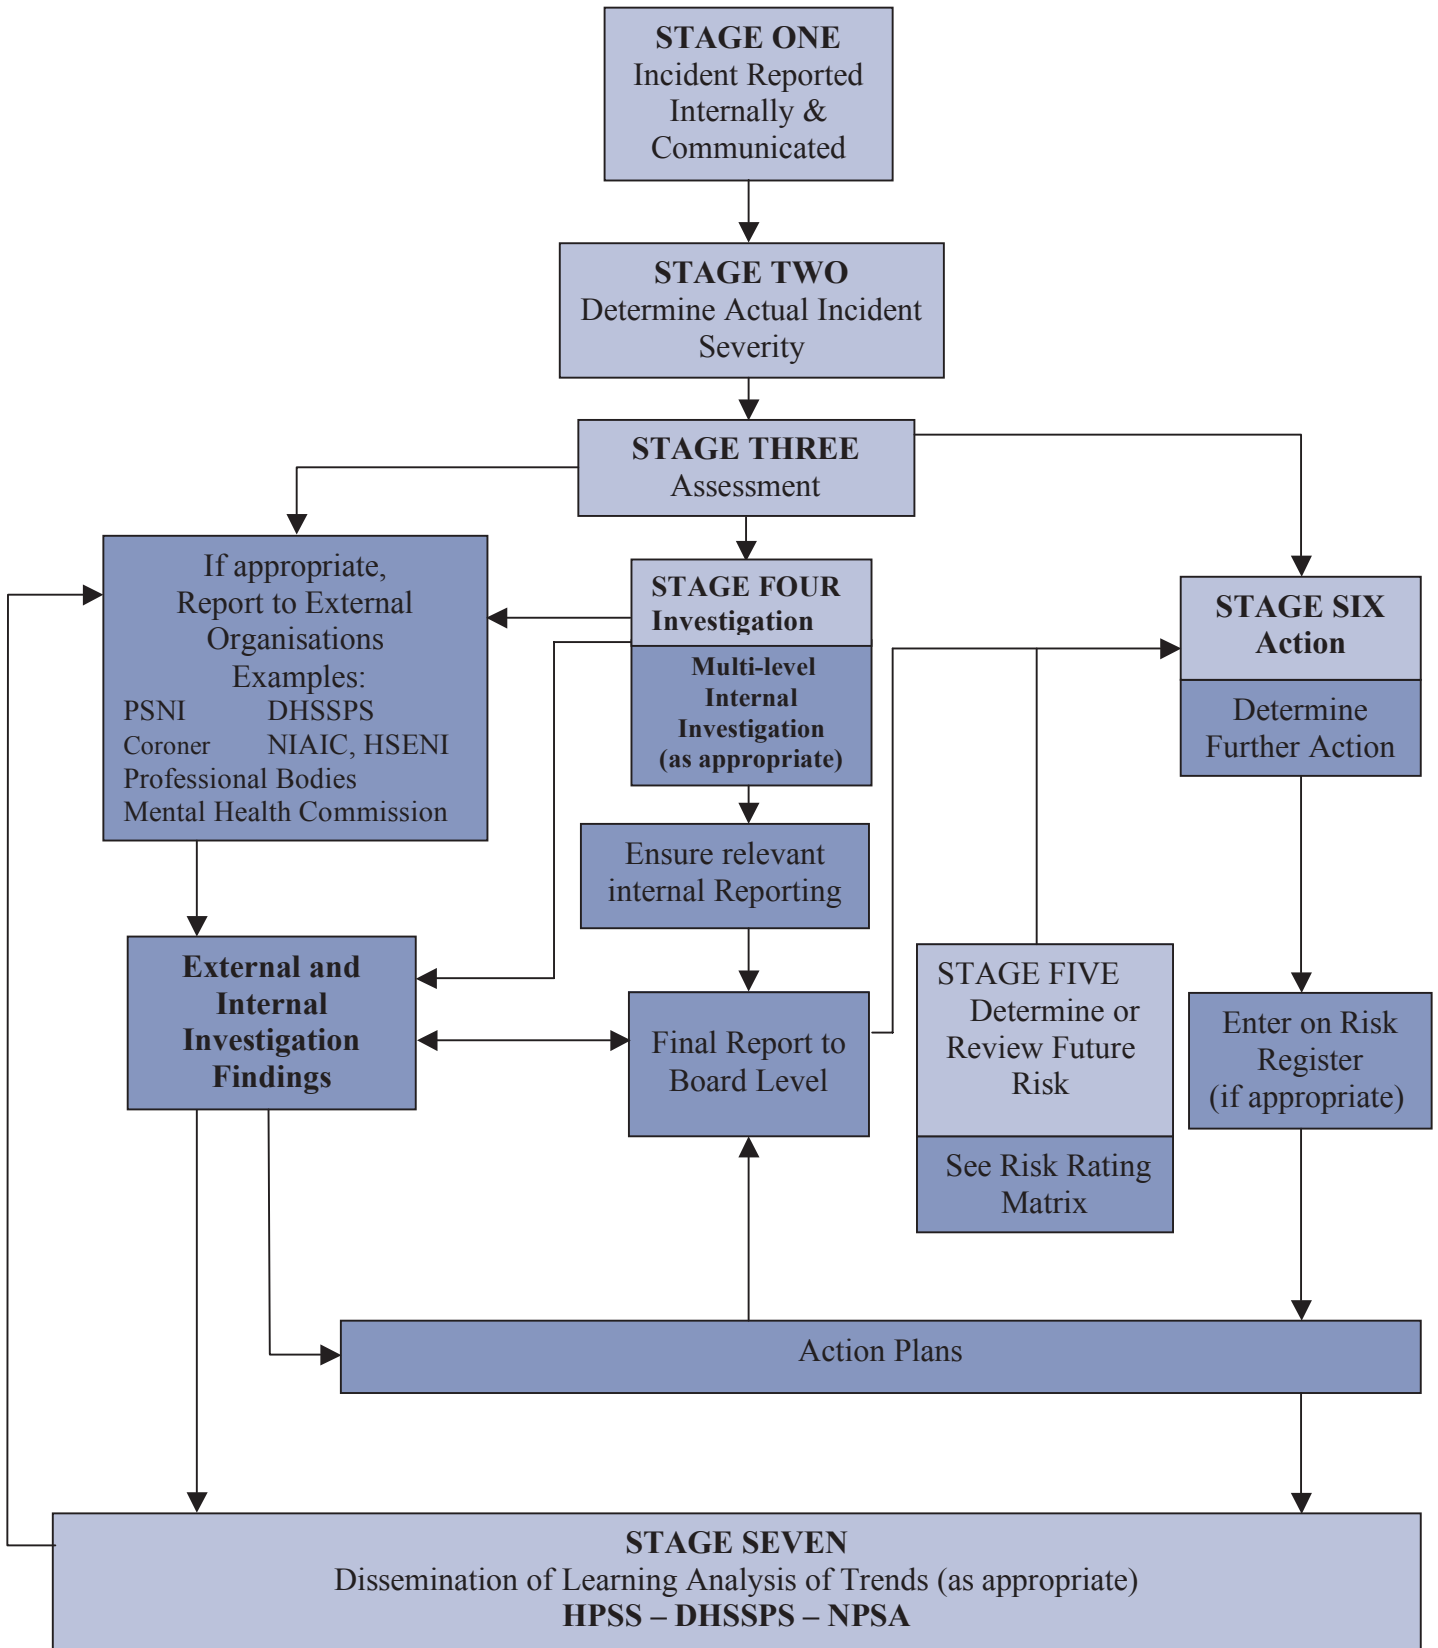 STAGE ONE
Incident Reported
Internally &
Communicated
STAGE TWO
Determine Actual Incident
Severity
STAGE THREE
Assessment
If appropriate,
Report to External
Organisations
Examples:
PSNI DHSSPS
Coroner NIAIC, HSENI
Professional Bodies
Mental Health Commission
STAGE FOUR
Investigation
Multi-level
Internal
Investigation
(as appropriate)
STAGE SIX
Action
Determine
Further Action
Ensure relevant
internal Reporting
External and
Internal
Investigation
Findings
Final Report to
Board Level
STAGE FIVE
Determine or
Review Future
Risk
See Risk Rating
Matrix
Enter on Risk
Register
(if appropriate)
Action Plans
STAGE SEVEN
Dissemination of Learning Analysis of Trends (as appropriate)
HPSS – DHSSPS – NPSA